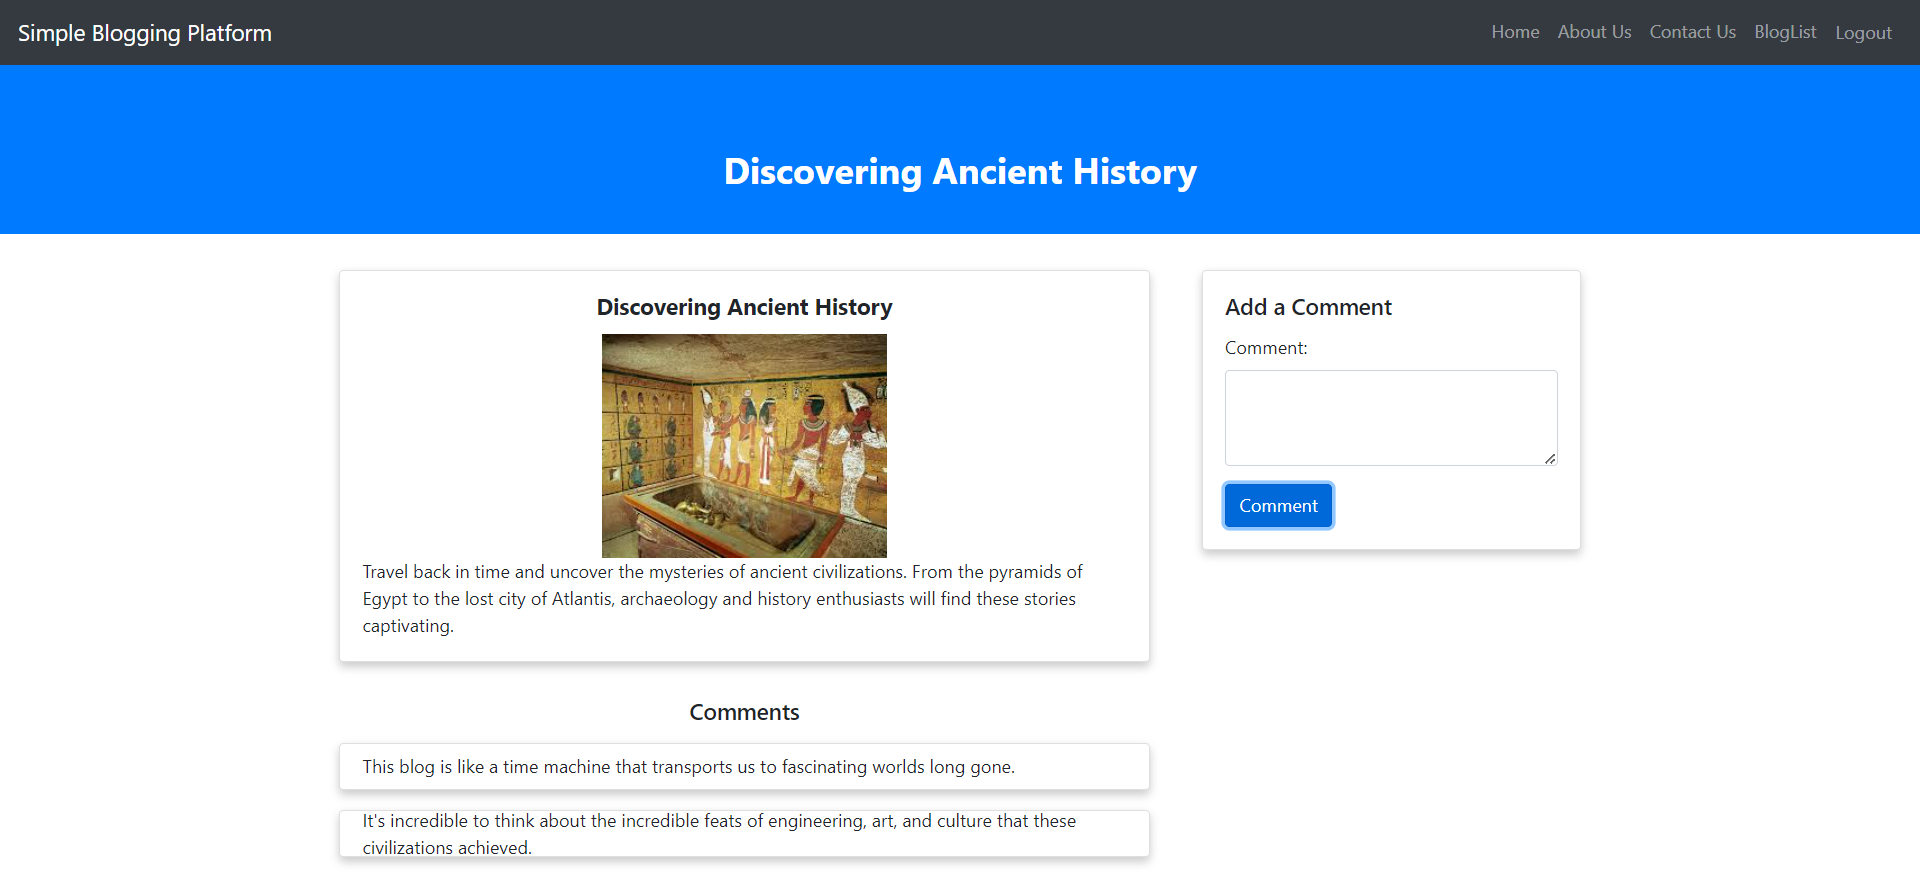 Simple Blogging Platform
Home About Us Contact Us BlogList Logout
Discovering Ancient History
Discovering Ancient History
Travel back in time and uncover the mysteries of ancient civilizations. From the pyramids of
Egypt to the lost city of Atlantis, archaeology and history enthusiasts will find these stories
captivating.
Comments
This blog is like a time machine that transports us to fascinating worlds long gone.
It's incredible to think about the incredible feats of engineering, art, and culture that these
civilizations achieved.
Add a Comment
Comment:
Comment